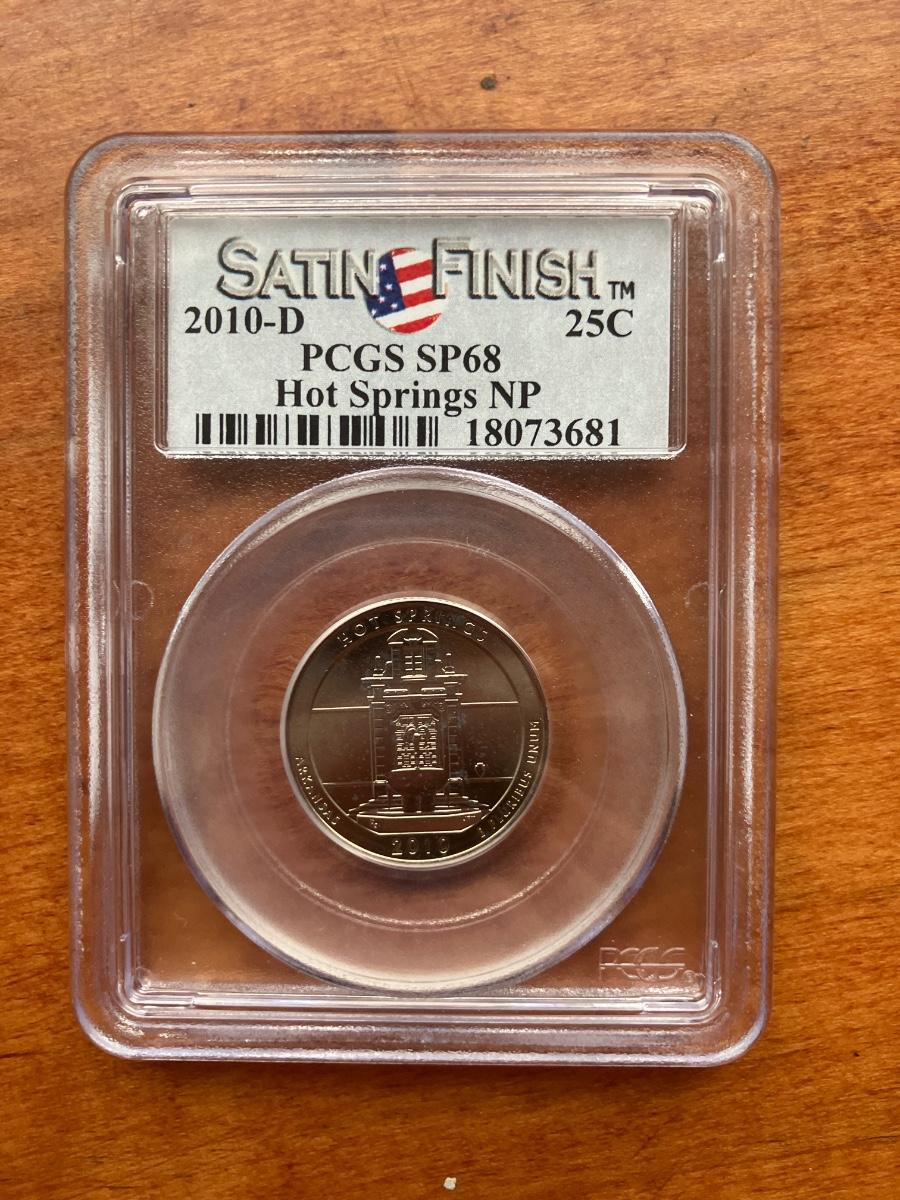 SATIN FINISH™
2010-D 25C
PCGS SP68
Hot Springs NP
18073681
HOT SPRINGS
ARKANSAS
2010
E PLURIBUS UNUM
PCGS